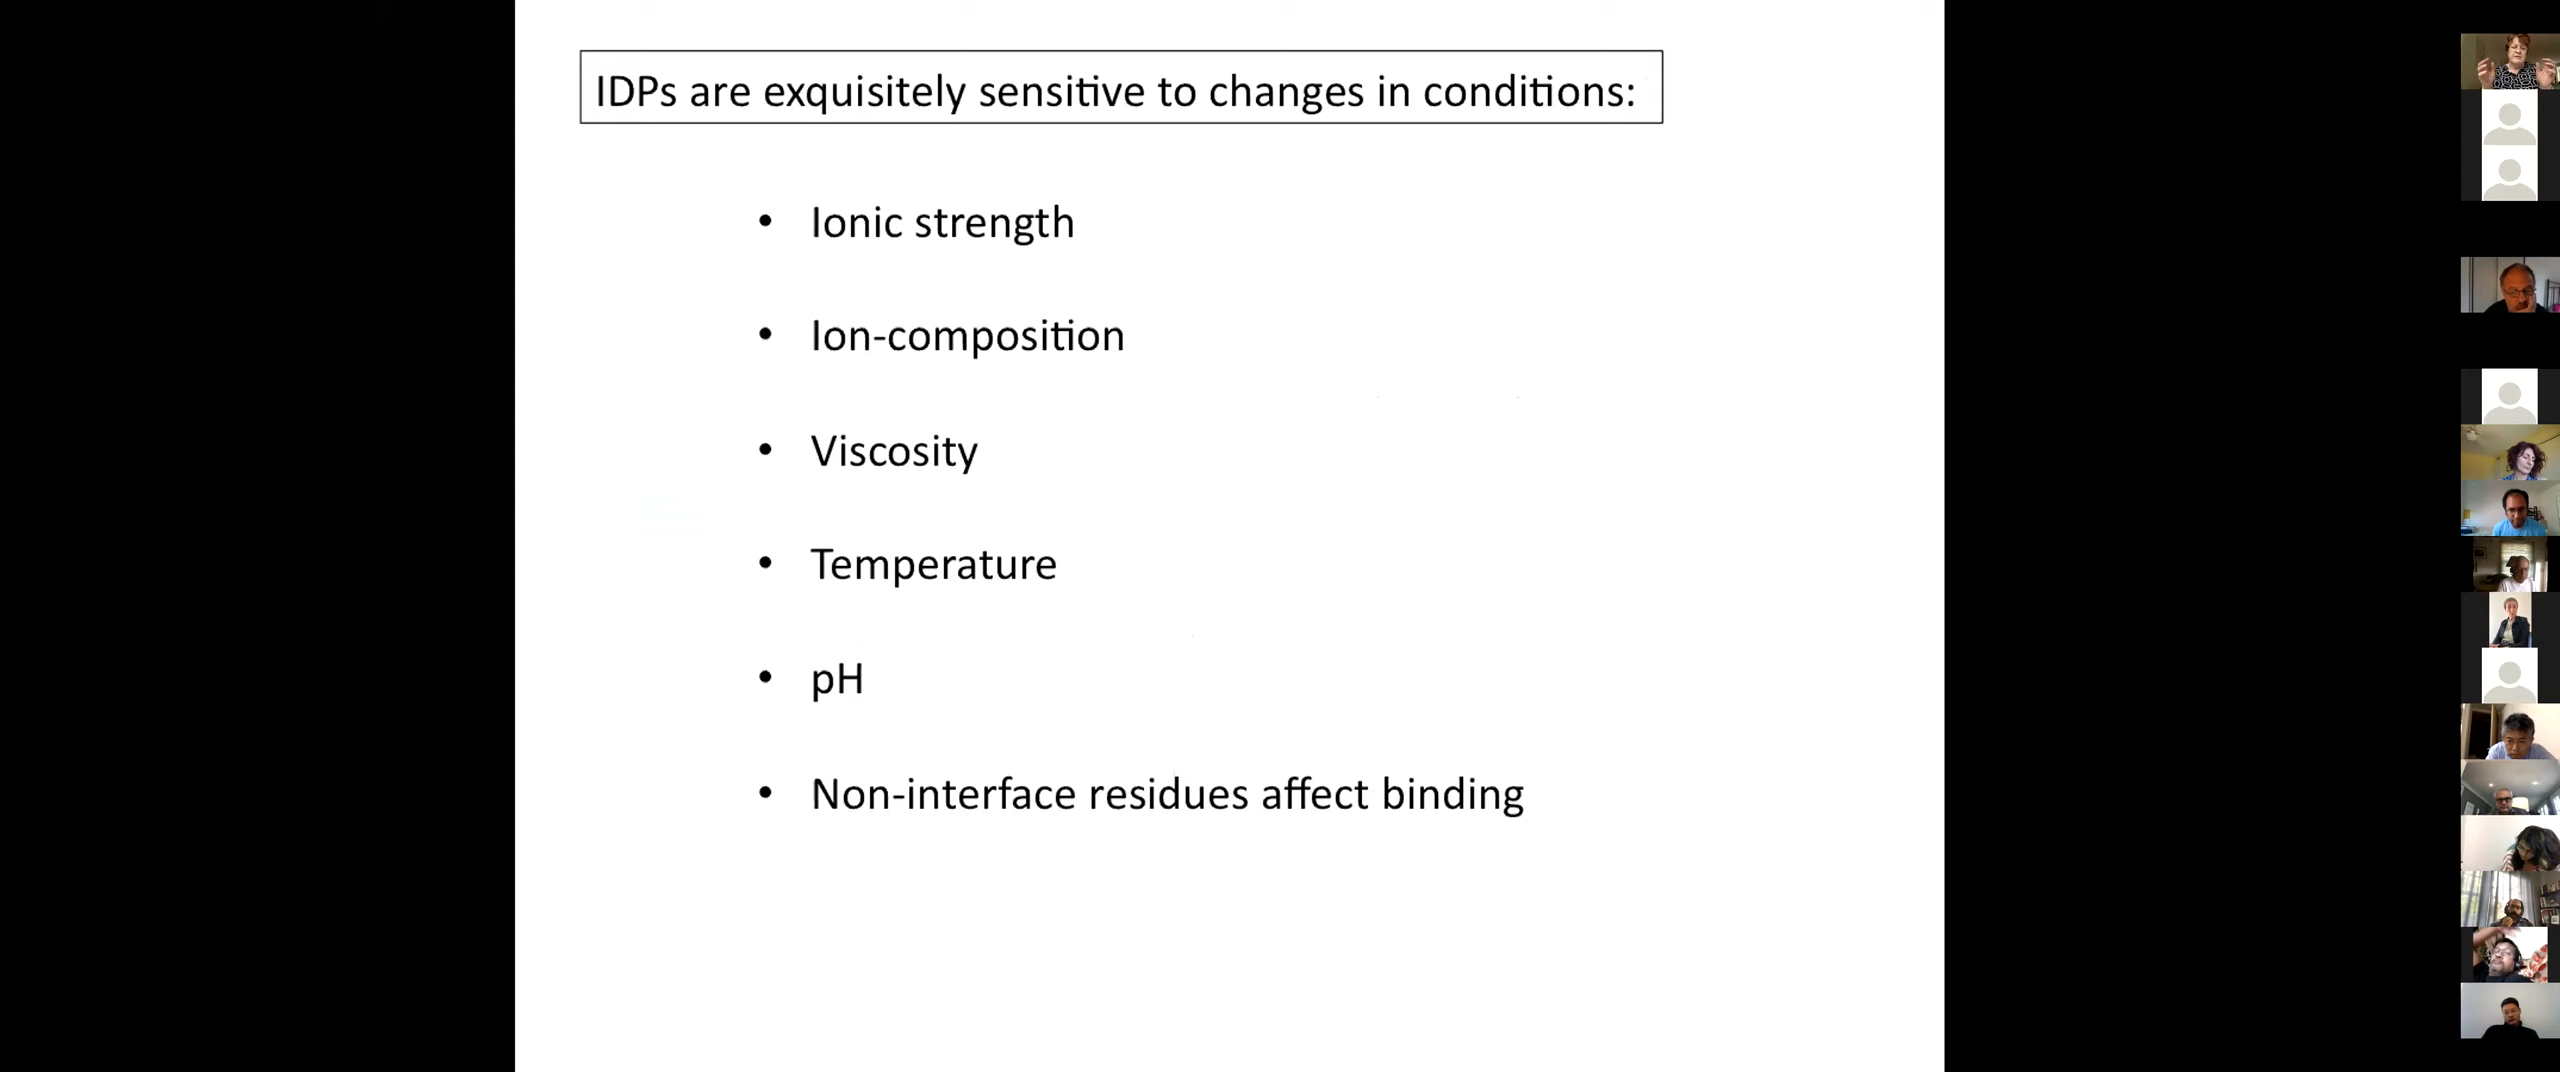 IDPs are exquisitely sensitive to changes in conditions:
• Ionic strength
• Ion-composition
• Viscosity
• Temperature
• pH
• Non-interface residues affect binding